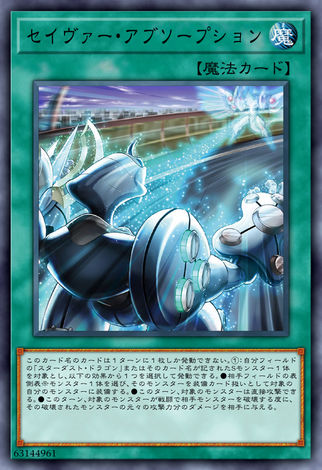 セイヴァー・アブソープション
魔
【魔法カード】
このカード名のカードは１ターンに１枚しか発動できない。①：自分フィールド
の「スターダスト・ドラゴン」またはそのカード名が記されたＳモンスター１体
を対象とし、以下の効果から１つを選択して発動できる。●相手フィールドの表
側表示モンスター１体を選び、そのモンスターを装備カード扱いとして対象の
自分のモンスターに装備する。●このターン、対象のモンスターは直接攻撃でき
る。●このターン、対象のモンスターが戦闘で相手モンスターを破壊する度に、
その破壊されたモンスターの元々の攻撃力分のダメージを相手に与える。
63144961